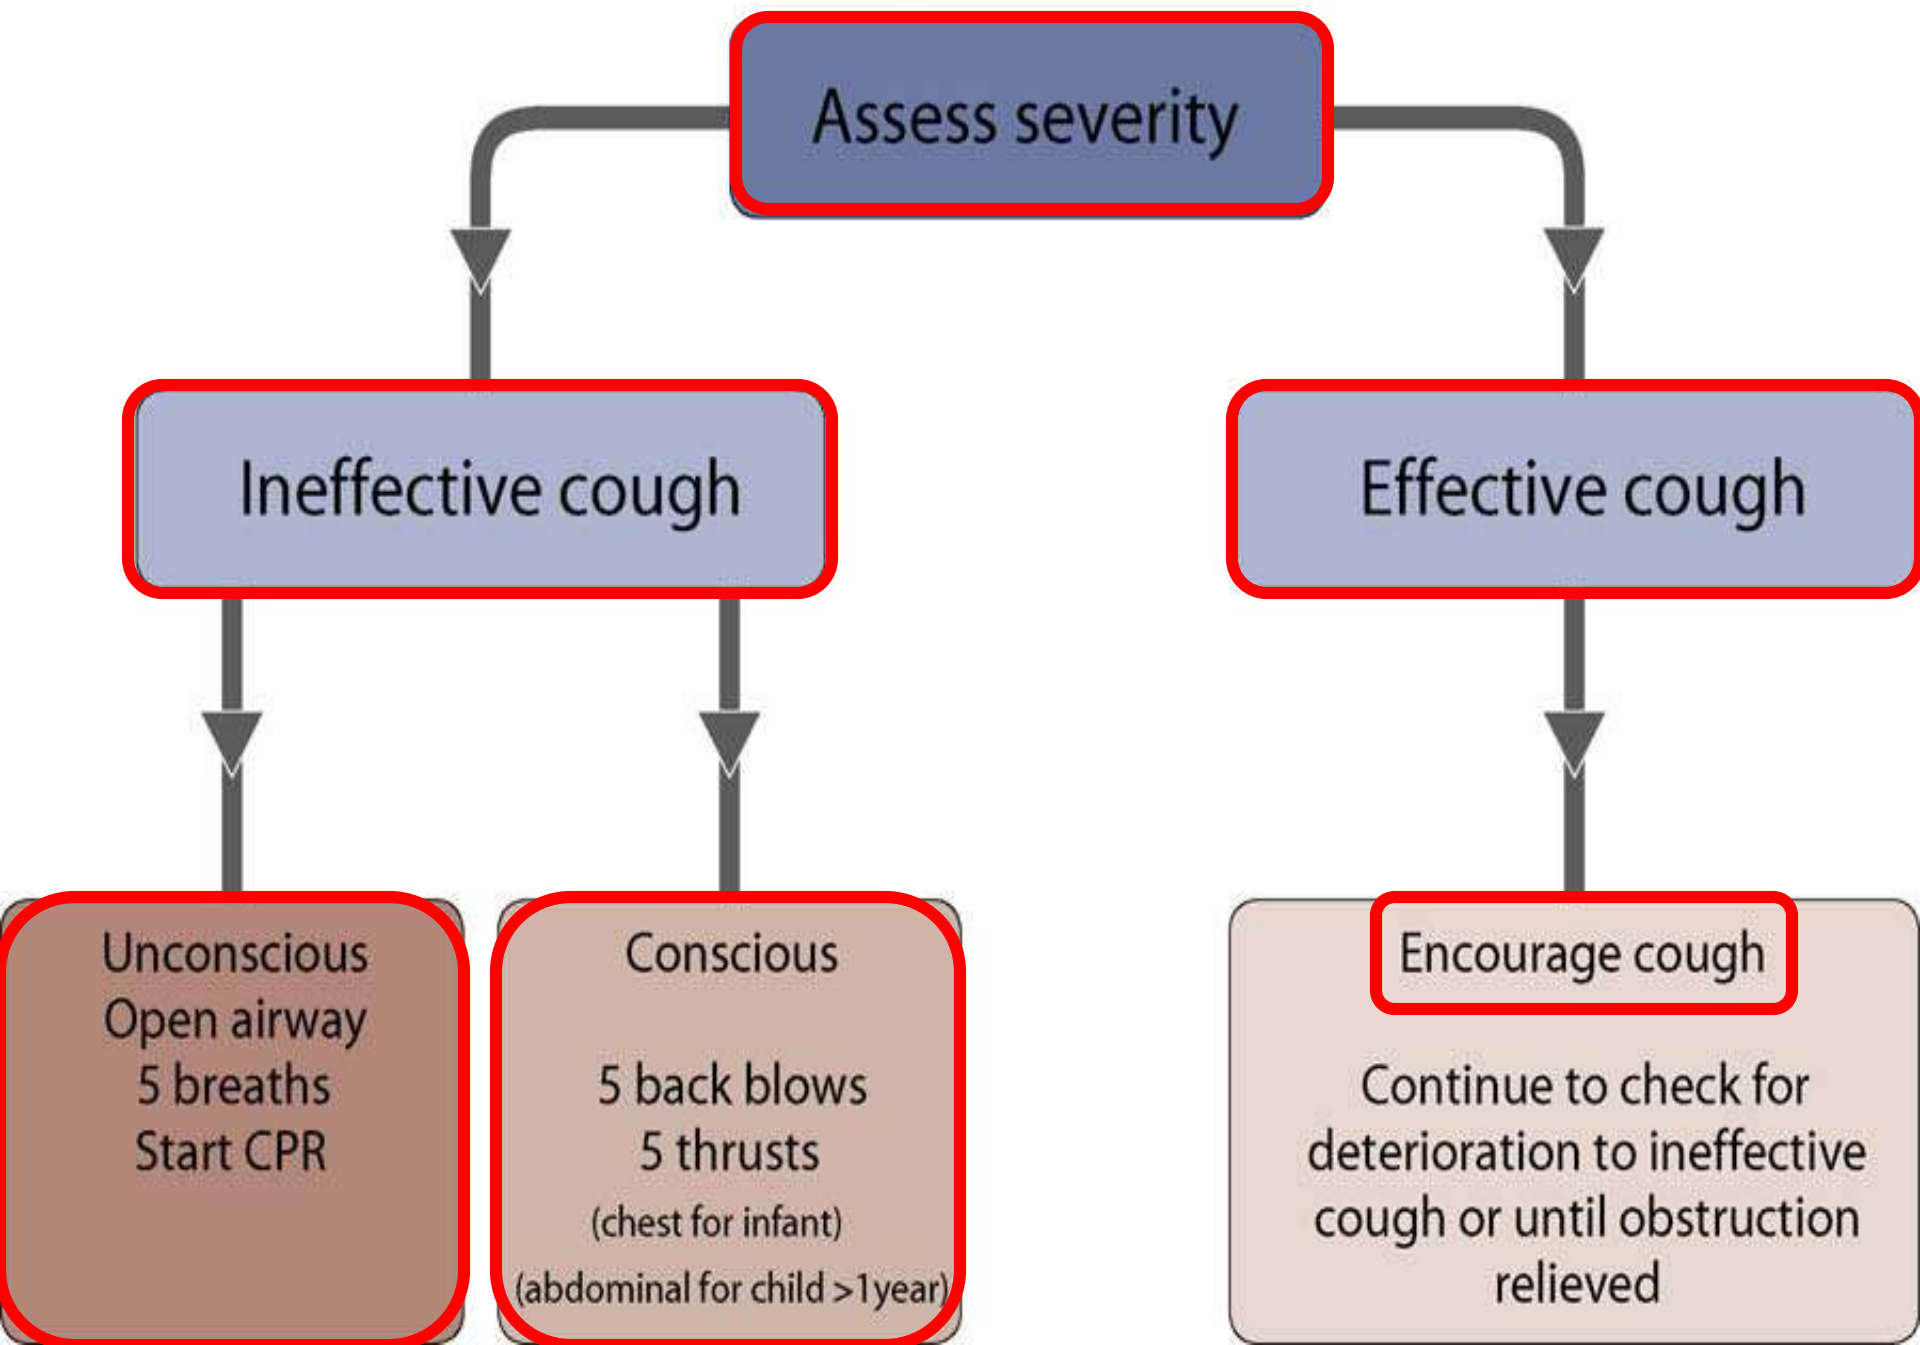 Assess severity
Ineffective cough
Effective cough
Unconscious
Open airway
5 breaths
Start CPR
Conscious
5 back blows
5 thrusts
(chest for infant)
(abdominal for child >1year)
Encourage cough
Continue to check for
deterioration to ineffective
cough or until obstruction
relieved